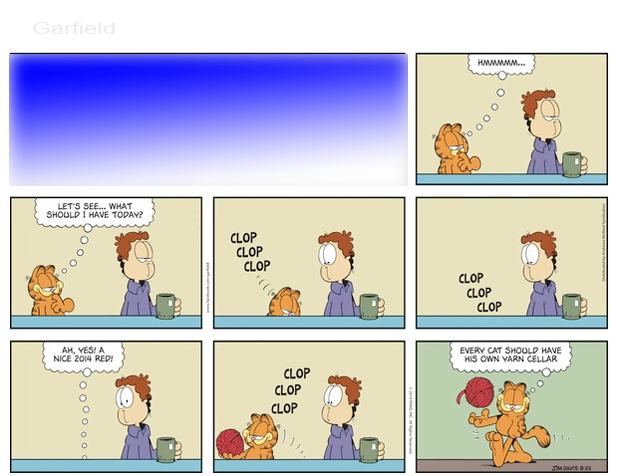 Garfield
HMMMMM...
LET'S SEE... WHAT
SHOULD I HAVE TODAY?
CLOP
CLOP
CLOP
CLOP
CLOP
CLOP
AH, YES! A
NICE 2014 RED!
CLOP
CLOP
CLOP
EVERY CAT SHOULD HAVE
HIS OWN YARN CELLAR
JIM DAVIS 8-25